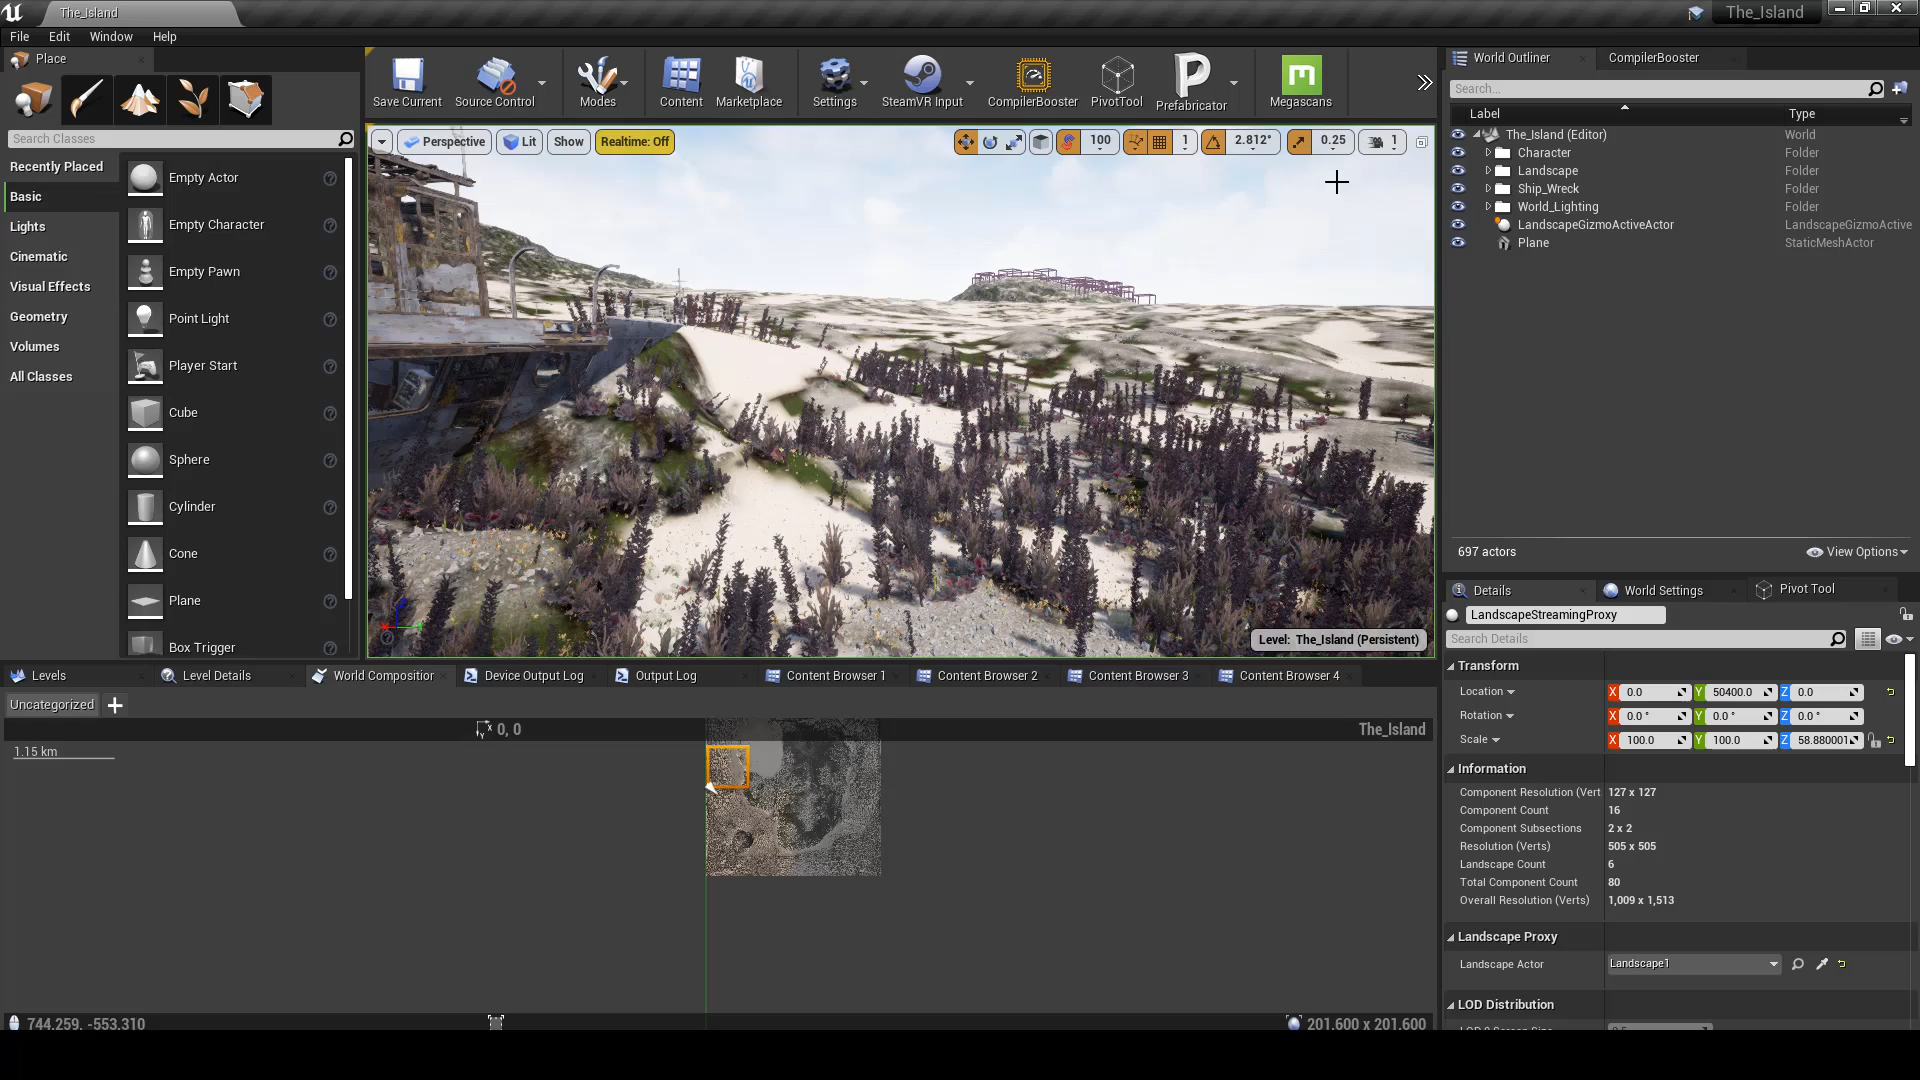 The_Island
The_Island
File Edit Window Help
Place
Save Current
Source Control
Modes
Content
Marketplace
Settings
SteamVR Input
CompilerBooster
PivotTool
Prefabricator
Megascans
Search Classes
Recently Placed
Basic
Lights
Cinematic
Visual Effects
Geometry
Volumes
All Classes
Empty Actor
Empty Character
Empty Pawn
Point Light
Player Start
Cube
Sphere
Cylinder
Cone
Plane
Box Trigger
Perspective Lit Show Realtime: Off
100 1 2.812° 0.25 1
Level: The_Island (Persistent)
World Outliner CompilerBooster
Search...
Label Type
The_Island (Editor) World
Character Folder
Landscape Folder
Ship_Wreck Folder
World_Lighting Folder
LandscapeGizmoActiveActor LandscapeGizmoActive
Plane StaticMeshActor
697 actors View Options
Details World Settings Pivot Tool
LandscapeStreamingProxy
Search Details
Transform
Location X 0.0 Y 50400.0 Z 0.0
Rotation X 0.0 ° Y 0.0 ° Z 0.0 °
Scale X 100.0 Y 100.0 Z 58.880001
Information
Component Resolution (Vert 127 x 127
Component Count 16
Component Subsections 2 x 2
Resolution (Verts) 505 x 505
Landscape Count 6
Total Component Count 80
Overall Resolution (Verts) 1,009 x 1,513
Landscape Proxy
Landscape Actor Landscape1
LOD Distribution
Levels Level Details World Composition Device Output Log Output Log Content Browser 1 Content Browser 2 Content Browser 3 Content Browser 4
Uncategorized
0, 0 The_Island
1.15 km
744.259, -553.310 201.600 x 201.600